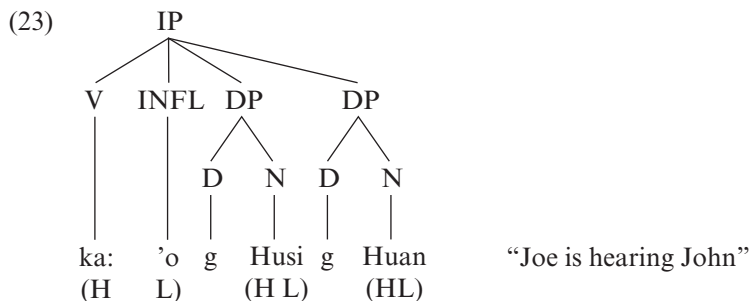 (23) IP
V INFL DP DP
D N D N
ka: 'o g Husi g Huan "Joe is hearing John"
(H L) (H L) (HL)